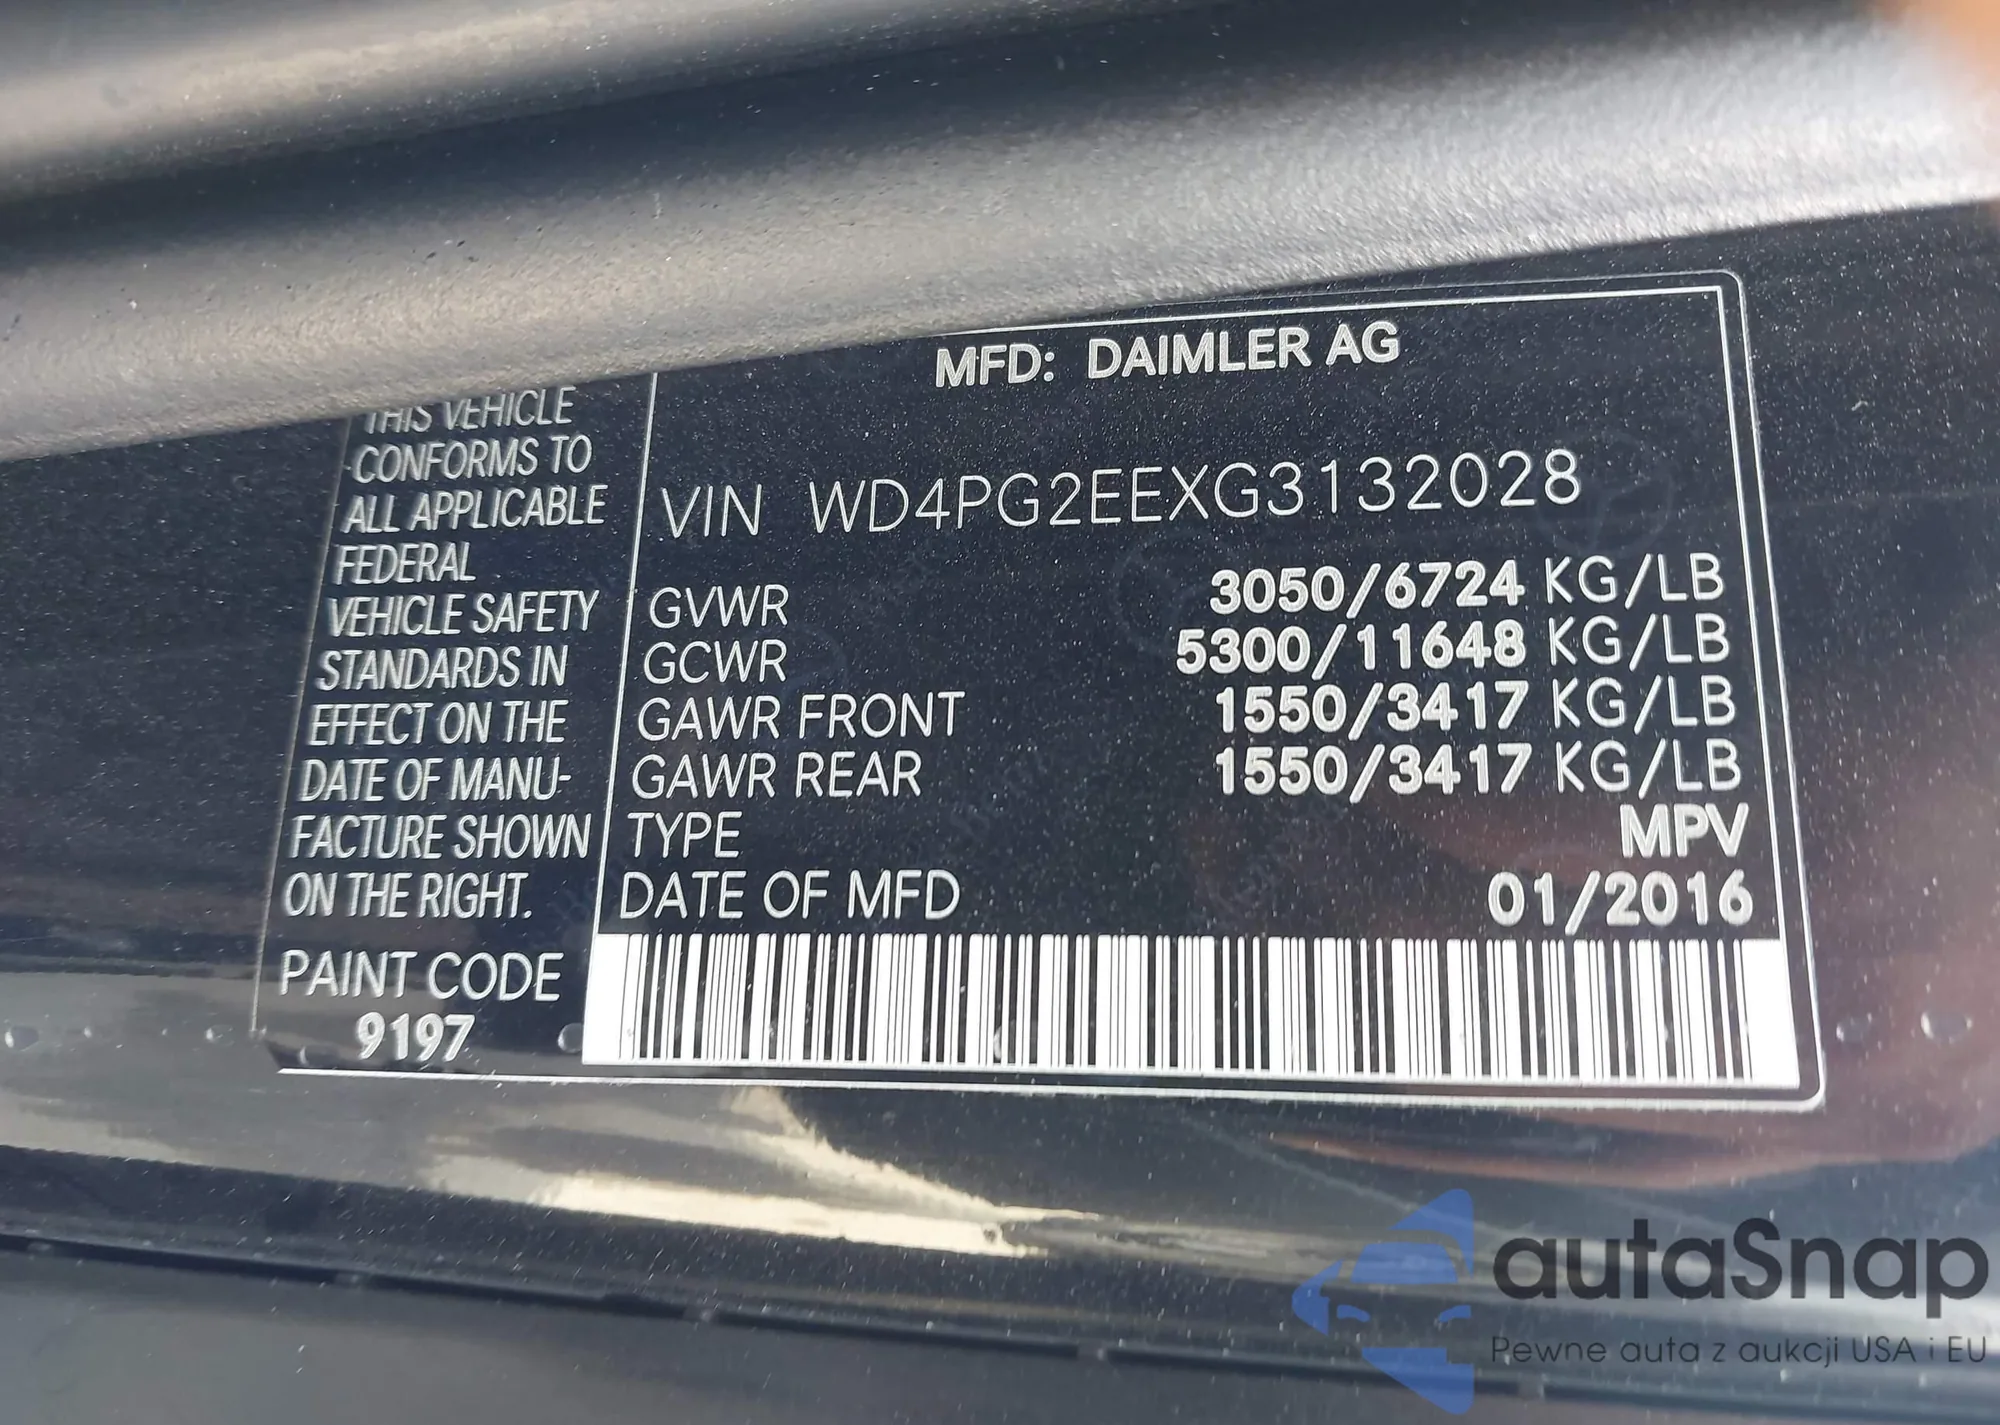 MFD: DAIMLER AG
THIS VEHICLE
CONFORMS TO
ALL APPLICABLE
FEDERAL
VEHICLE SAFETY
STANDARDS IN
EFFECT ON THE
DATE OF MANU-
FACTURE SHOWN
ON THE RIGHT.
PAINT CODE
9197
VIN WD4PG2EEXG3132028
GVWR 3050/6724 KG/LB
GCWR 5300/11648 KG/LB
GAWR FRONT 1550/3417 KG/LB
GAWR REAR 1550/3417 KG/LB
TYPE MPV
DATE OF MFD 01/2016
autaSnap
Pewne auta z aukcji USA i EU